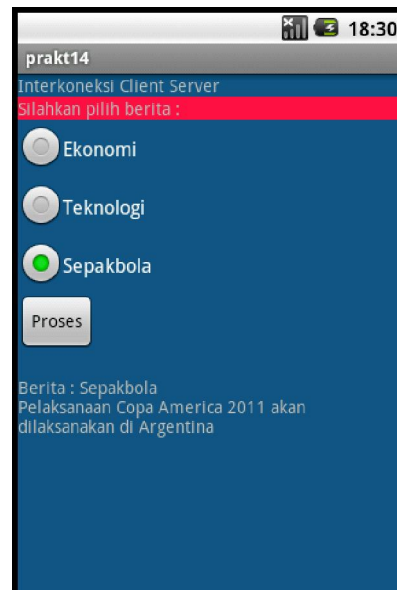 18:30
prakt14
Interkoneksi Client Server
Silahkan pilih berita :
Ekonomi
Teknologi
Sepakbola
Proses
Berita : Sepakbola
Pelaksanaan Copa America 2011 akan
dilaksanakan di Argentina